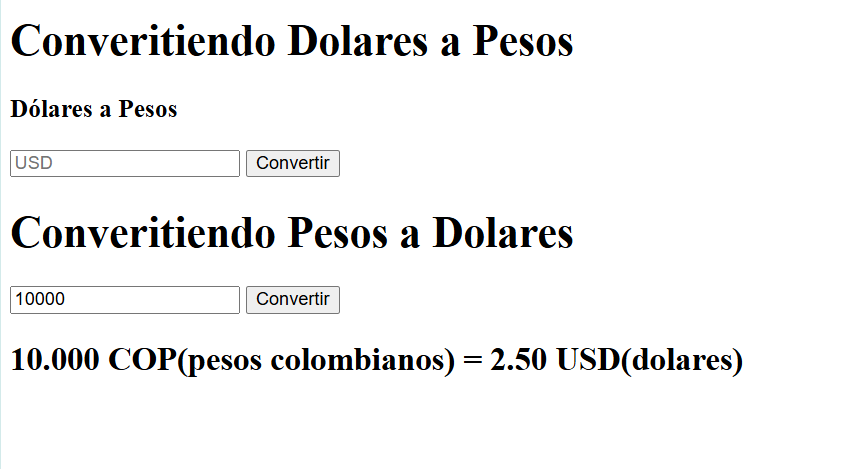 Converitiendo Dolares a Pesos
Dólares a Pesos
USD Convertir
Converitiendo Pesos a Dolares
10000 Convertir
10.000 COP(pesos colombianos) = 2.50 USD(dolares)